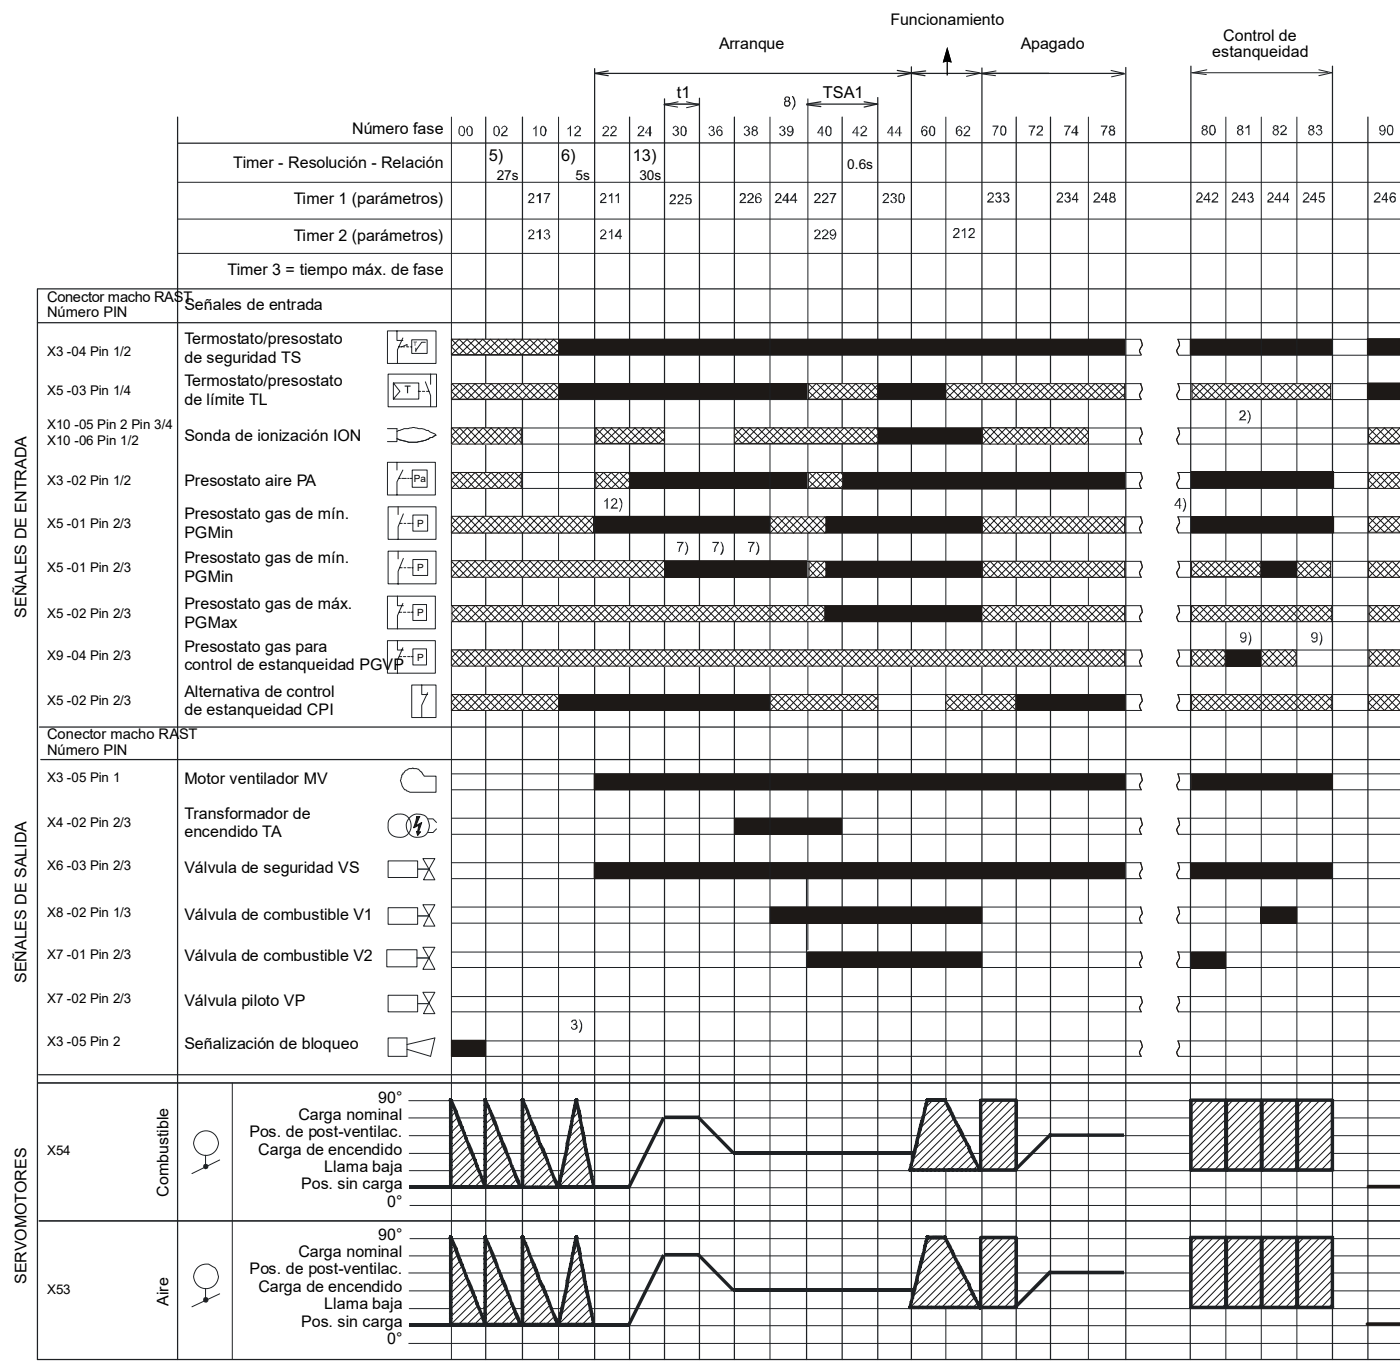 Funcionamiento
Arranque
Apagado
Control de
estanqueidad
t1
8)
TSA1
Número fase 00 02 10 12 22 24 30 36 38 39 40 42 44 60 62 70 72 74 78 80 81 82 83 90
Timer - Resolución - Relación 5) 27s 6) 5s 13) 30s 0.6s
Timer 1 (parámetros) 217 211 225 226 244 227 230 233 234 248 242 243 244 245 246
Timer 2 (parámetros) 213 214 229 212
Timer 3 = tiempo máx. de fase
Conector macho RAST
Número PIN
Señales de entrada
SEÑALES DE ENTRADA
X3 -04 Pin 1/2
Termostato/presostato
de seguridad TS
X5 -03 Pin 1/4
Termostato/presostato
de límite TL
T
2)
X10 -05 Pin 2 Pin 3/4
X10 -06 Pin 1/2
Sonda de ionización ION
X3 -02 Pin 1/2
Presostato aire PA
Pa
12)
4)
X5 -01 Pin 2/3
Presostato gas de mín.
PGMin
P
7) 7) 7)
X5 -01 Pin 2/3
Presostato gas de mín.
PGMin
P
X5 -02 Pin 2/3
Presostato gas de máx.
PGMax
P
9) 9)
X9 -04 Pin 2/3
Presostato gas para
control de estanqueidad PGVP
P
X5 -02 Pin 2/3
Alternativa de control
de estanqueidad CPI
Conector macho RAST
Número PIN
SEÑALES DE SALIDA
X3 -05 Pin 1
Motor ventilador MV
X4 -02 Pin 2/3
Transformador de
encendido TA
X6 -03 Pin 2/3
Válvula de seguridad VS
X8 -02 Pin 1/3
Válvula de combustible V1
X7 -01 Pin 2/3
Válvula de combustible V2
X7 -02 Pin 2/3
Válvula piloto VP
3)
X3 -05 Pin 2
Señalización de bloqueo
SERVOMOTORES
X54
Combustible
90°
Carga nominal
Pos. de post-ventilac.
Carga de encendido
Llama baja
Pos. sin carga
0°
X53
Aire
90°
Carga nominal
Pos. de post-ventilac.
Carga de encendido
Llama baja
Pos. sin carga
0°